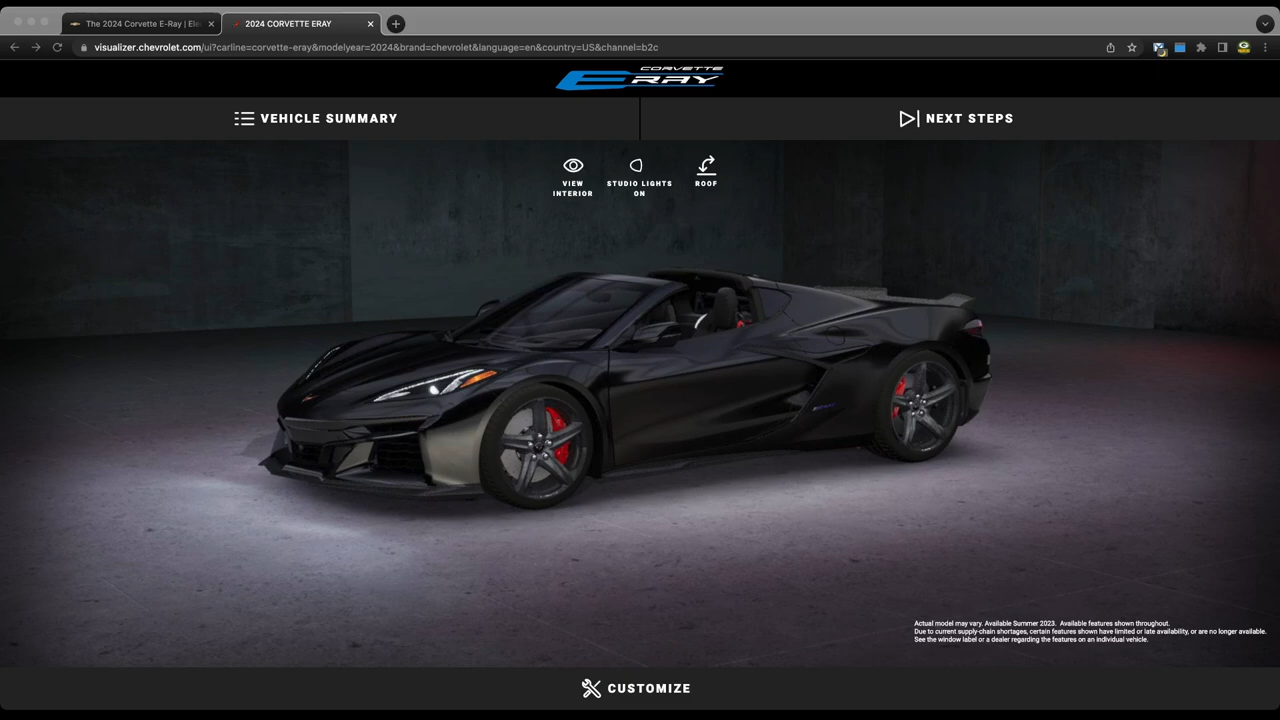 The 2024 Corvette E-Ray | Ele
2024 CORVETTE ERAY
visualizer.chevrolet.com/ui?carline=corvette-eray&modelyear=2024&brand=chevrolet&language=en&country=US&channel=b2c
CORVETTE
E RAY
VEHICLE SUMMARY
NEXT STEPS
VIEW
INTERIOR
STUDIO LIGHTS
ON
ROOF
Actual model may vary. Available Summer 2023. Available features shown throughout.
Due to current supply-chain shortages, certain features shown have limited or late availability, or are no longer available.
See the window label or a dealer regarding the features on an individual vehicle.
CUSTOMIZE